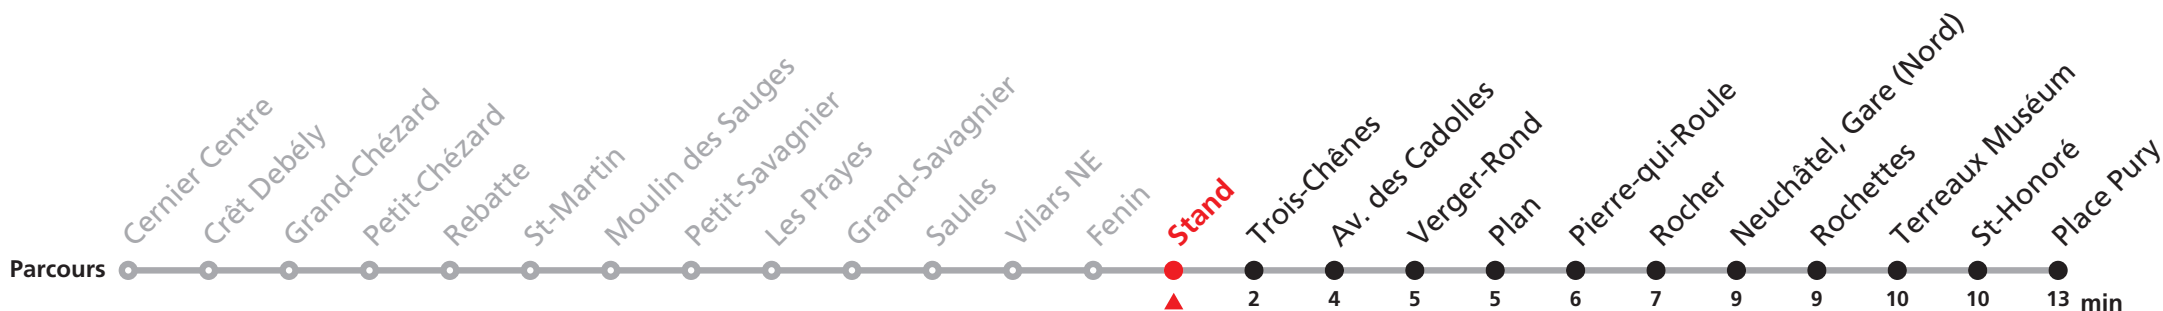 Parcours
Cernier Centre
Crêt Debély
Grand-Chézard
Petit-Chézard
Rebatte
St-Martin
Moulin des Sauges
Petit-Savagnier
Les Prayes
Grand-Savagnier
Saules
Vilars NE
Fenin
Stand
Trois-Chênes
Av. des Cadolles
Verger-Rond
Plan
Pierre-qui-Roule
Rocher
Neuchâtel, Gare (Nord)
Rochettes
Terreaux Muséum
St-Honoré
Place Pury
2 4 5 5 6 7 9 9 10 10 13 min